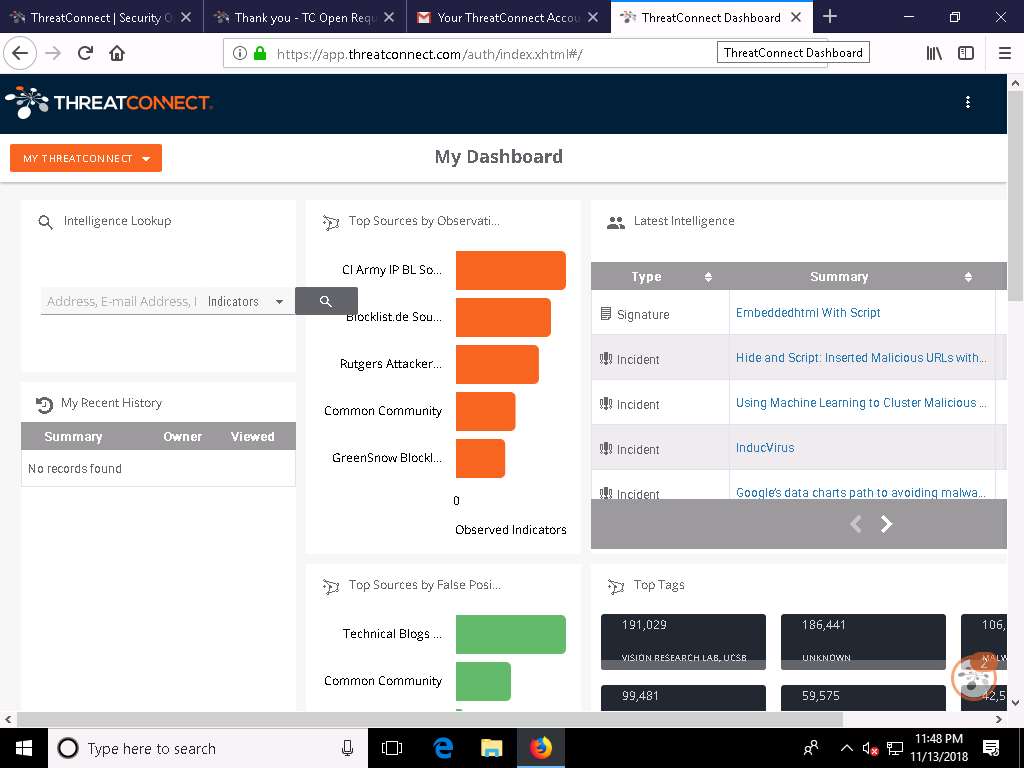 ThreatConnect | Security O
Thank you - TC Open Requ
Your ThreatConnect Accou
ThreatConnect Dashboard
https://app.threatconnect.com/auth/index.xhtml#/
ThreatConnect Dashboard
THREATCONNECT
MY THREATCONNECT
My Dashboard
Intelligence Lookup
Address, E-mail Address, I
Indicators
My Recent History
Summary Owner Viewed
No records found
Top Sources by Observati...
CI Army IP BL So...
Blocklist.de Sou...
Rutgers Attacker...
Common Community
GreenSnow Blockl...
0
Observed Indicators
Top Sources by False Posi...
Technical Blogs ...
Common Community
Latest Intelligence
Type Summary
Signature Embeddedhtml With Script
Incident Hide and Script: Inserted Malicious URLs with...
Incident Using Machine Learning to Cluster Malicious ...
Incident InducVirus
Incident Google's data charts path to avoiding malwa...
Top Tags
191,029
VISION RESEARCH LAB, UCSB
186,441
UNKNOWN
106,
MALW
2
99,481
59,575
42,5
Type here to search
11:48 PM
11/13/2018